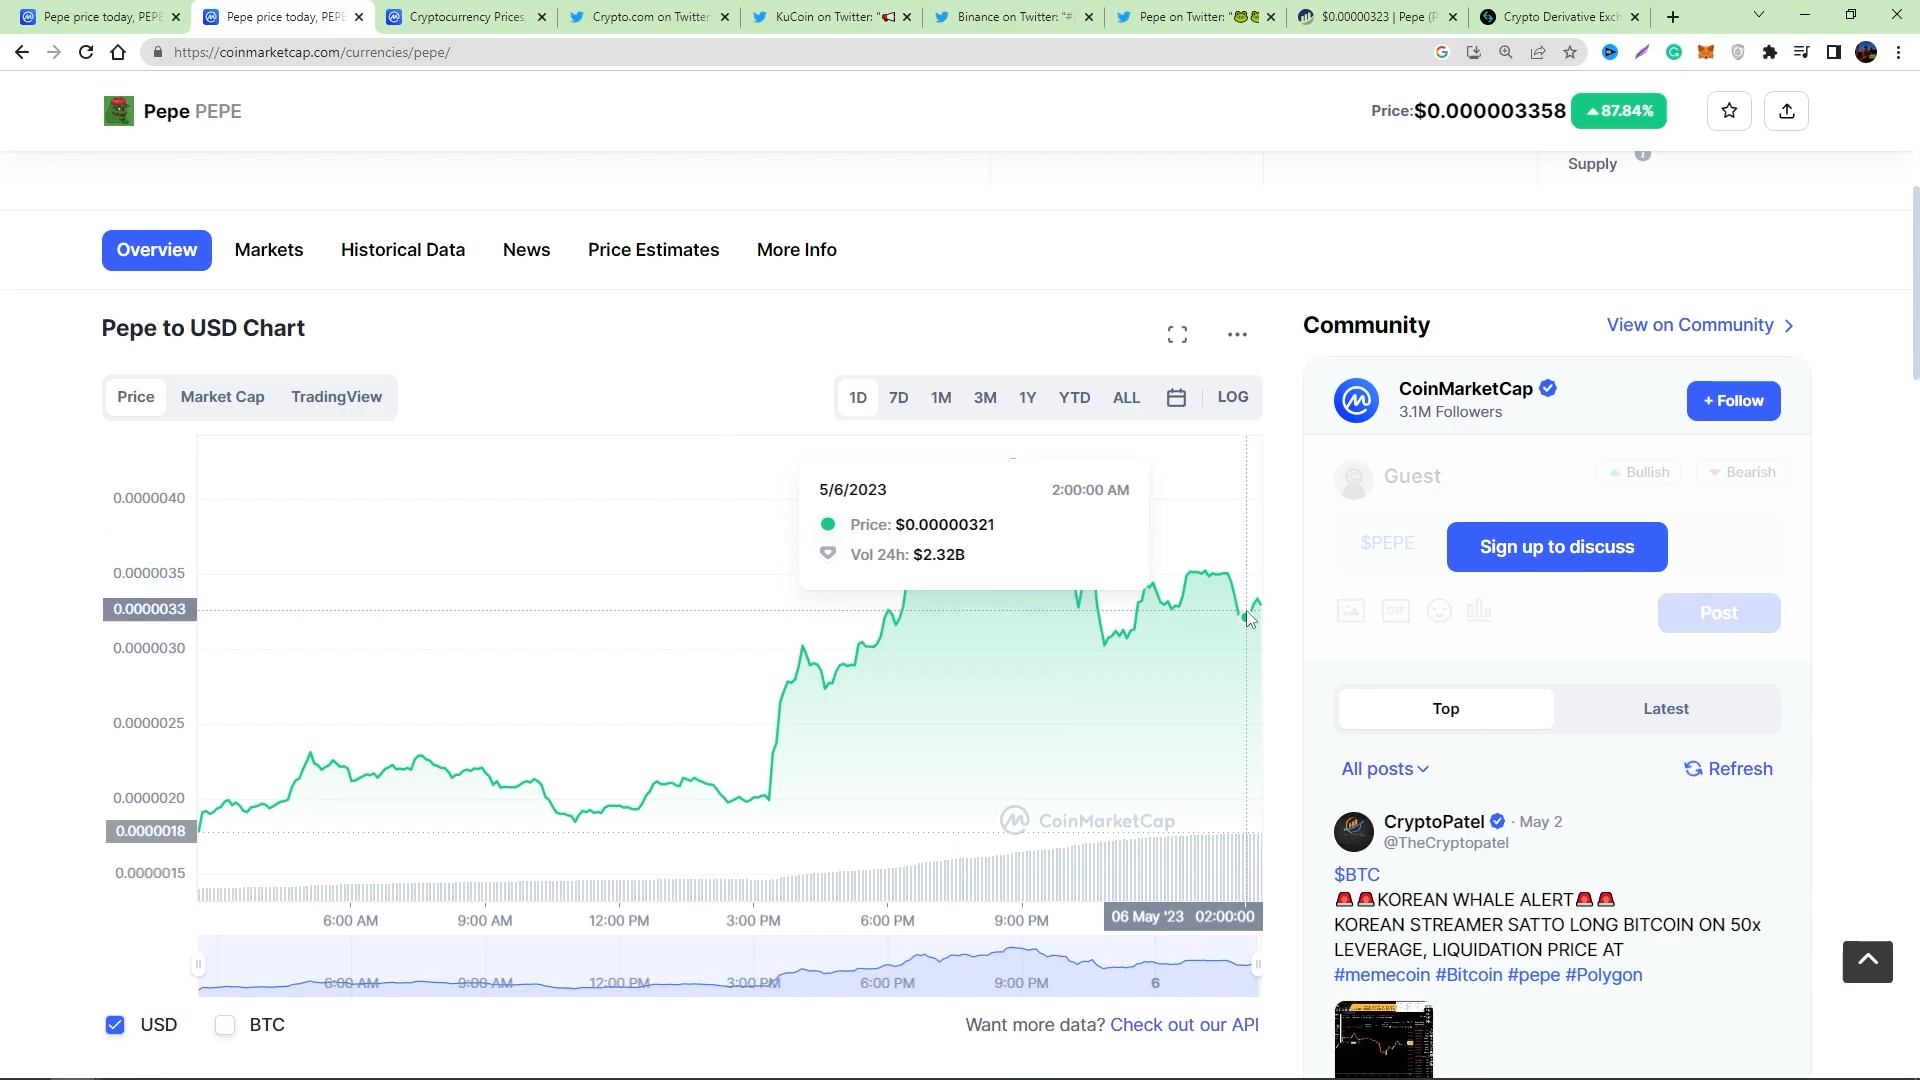 Pepe price today, PEPE
Pepe price today, PEPE
Cryptocurrency Prices,
Crypto.com on Twitter
KuCoin on Twitter: "📢
Binance on Twitter: "#
Pepe on Twitter: "🐸🐸
$0.00000323 | Pepe (P
Crypto Derivative Exch
https://coinmarketcap.com/currencies/pepe/
Pepe PEPE
Price:$0.000003358 87.84%
Supply
Overview Markets Historical Data News Price Estimates More Info
Pepe to USD Chart
Price Market Cap TradingView
1D 7D 1M 3M 1Y YTD ALL LOG
5/6/2023 2:00:00 AM
Price: $0.00000321
Vol 24h: $2.32B
0.0000040
0.0000035
0.0000033
0.0000030
0.0000025
0.0000020
0.0000018
0.0000015
CoinMarketCap
6:00 AM 9:00 AM 12:00 PM 3:00 PM 6:00 PM 9:00 PM 06 May '23 02:00:00
6:00 AM 9:00 AM 12:00 PM 3:00 PM 6:00 PM 9:00 PM 6
USD BTC
Want more data? Check out our API
Community View on Community
CoinMarketCap
3.1M Followers
+ Follow
Guest
Bullish Bearish
$PEPE
Sign up to discuss
GIF
Post
Top Latest
All posts Refresh
CryptoPatel · May 2
@TheCryptopatel
$BTC
🚨🚨KOREAN WHALE ALERT🚨🚨
KOREAN STREAMER SATTO LONG BITCOIN ON 50x
LEVERAGE, LIQUIDATION PRICE AT
#memecoin #Bitcoin #pepe #Polygon